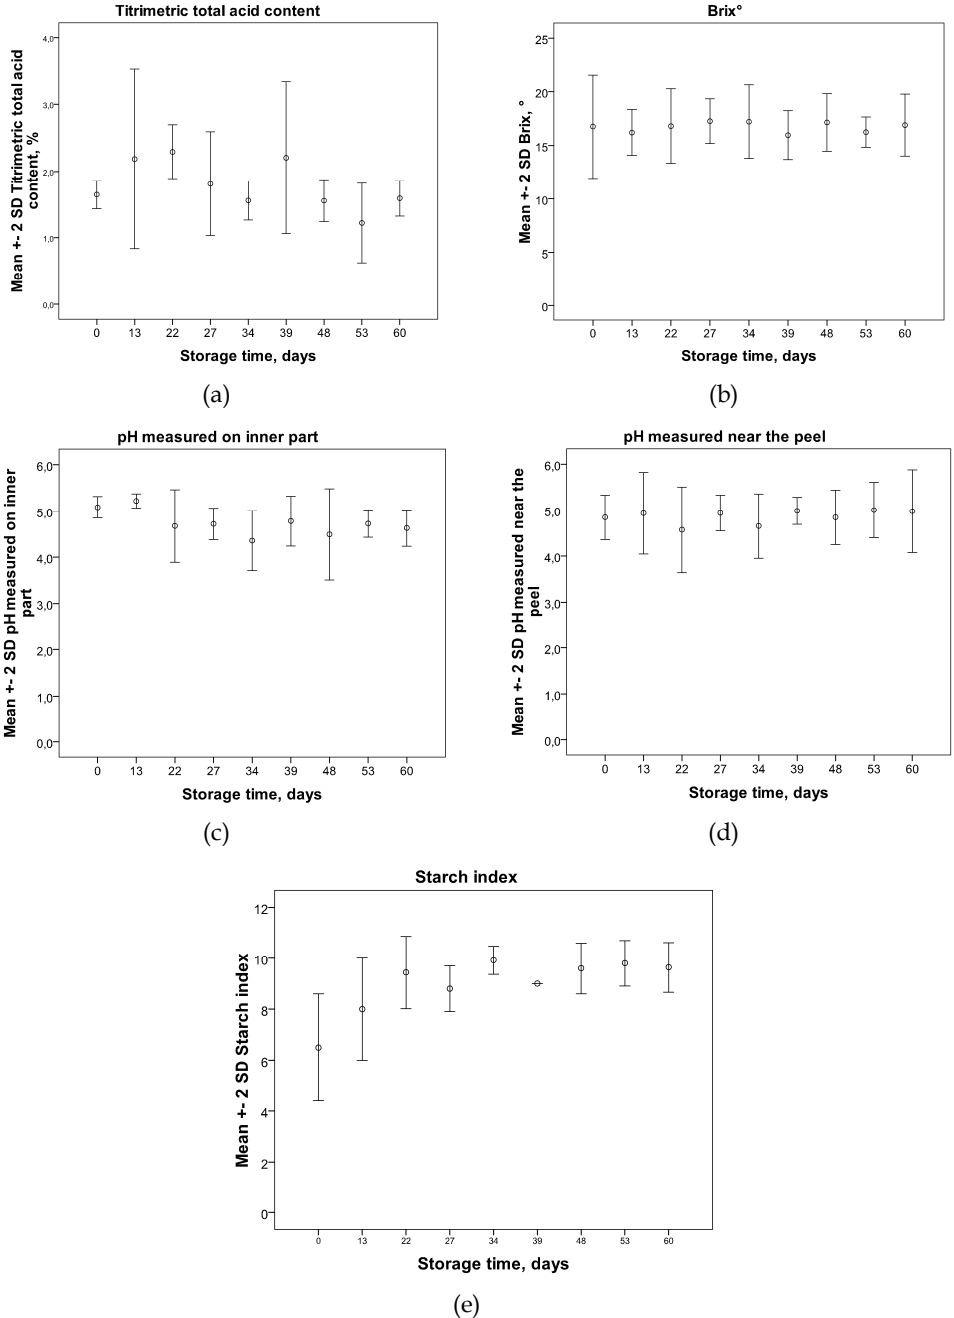 Titrimetric total acid content
Mean +- 2 SD Titrimetric total acid
content, %
4,0
3,0
2,0
1,0
0,0
0 13 22 27 34 39 48 53 60
Storage time, days
(a)
Brix°
Mean +- 2 SD Brix, °
25
20
15
10
5
0
0 13 22 27 34 39 48 53 60
Storage time, days
(b)
pH measured on inner part
Mean +- 2 SD pH measured on inner
part
6,0
5,0
4,0
3,0
2,0
1,0
0,0
0 13 22 27 34 39 48 53 60
Storage time, days
(c)
pH measured near the peel
Mean +- 2 SD pH measured near the
peel
6,0
5,0
4,0
3,0
2,0
1,0
0,0
0 13 22 27 34 39 48 53 60
Storage time, days
(d)
Starch index
Mean +- 2 SD Starch index
12
10
8
6
4
2
0
0 13 22 27 34 39 48 53 60
Storage time, days
(e)